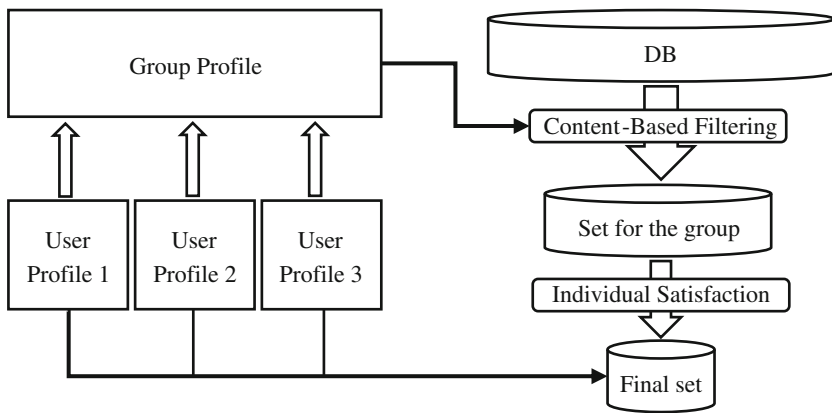 Group Profile
DB
Content-Based Filtering
User
Profile 1
User
Profile 2
User
Profile 3
Set for the group
Individual Satisfaction
Final set